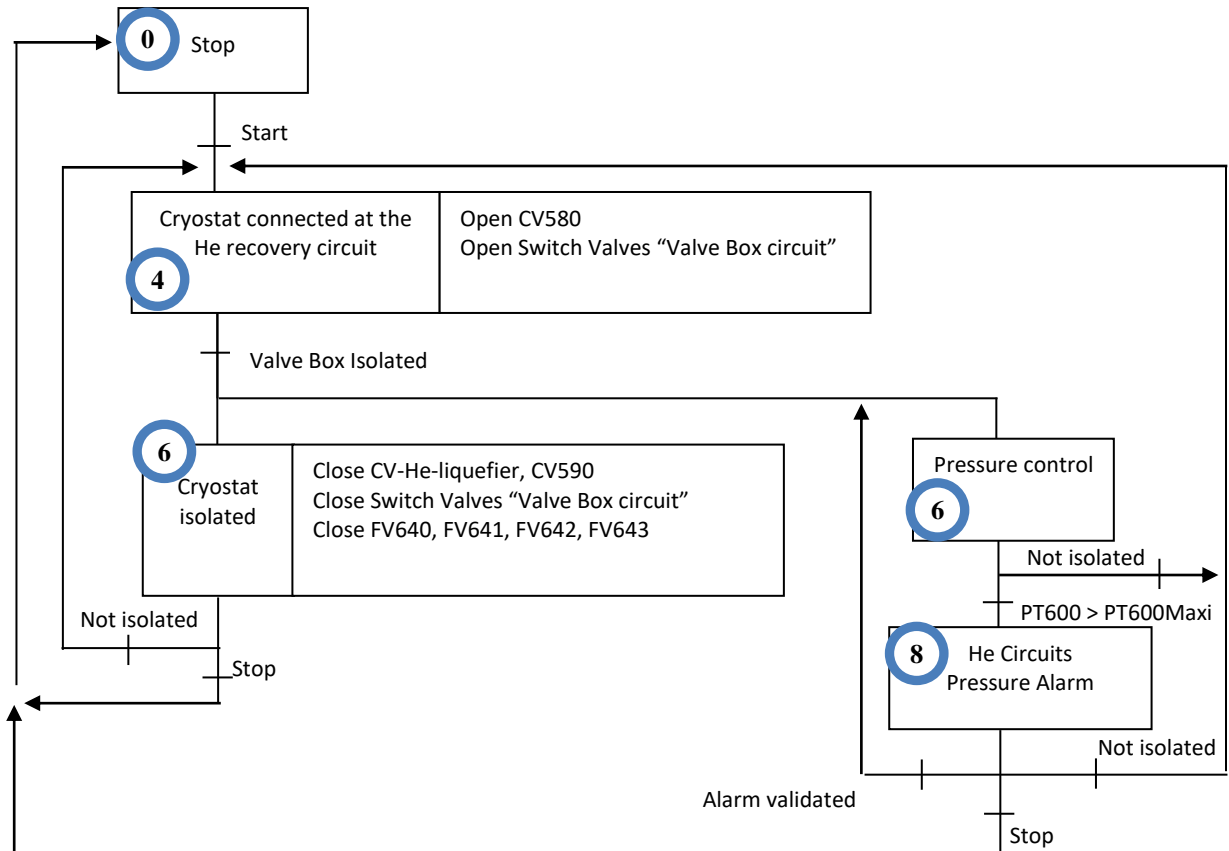 0
Stop
Start
Cryostat connected at the
He recovery circuit
4
Open CV580
Open Switch Valves “Valve Box circuit”
Valve Box Isolated
6
Cryostat
isolated
Close CV-He-liquefier, CV590
Close Switch Valves “Valve Box circuit”
Close FV640, FV641, FV642, FV643
Not isolated
Stop
Pressure control
6
Not isolated
PT600 > PT600Maxi
8
He Circuits
Pressure Alarm
Not isolated
Alarm validated
Stop